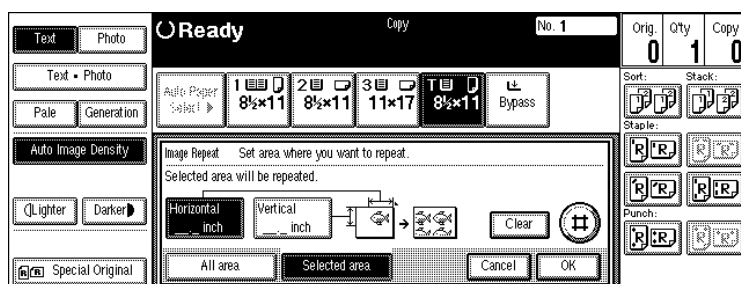 Text Photo
Text • Photo
Pale Generation
Auto Image Density
Lighter Darker
Special Original
Ready
Copy
No. 1
Orig. Q'ty Copy
0 1 0
Auto Paper Select
1 8½×11
2 8½×11
3 11×17
T 8½×11
Bypass
Image Repeat Set area where you want to repeat.
Selected area will be repeated.
Horizontal
__._ inch
Vertical
__._ inch
Clear
All area Selected area Cancel OK
Sort: Stack:
Staple:
Punch: